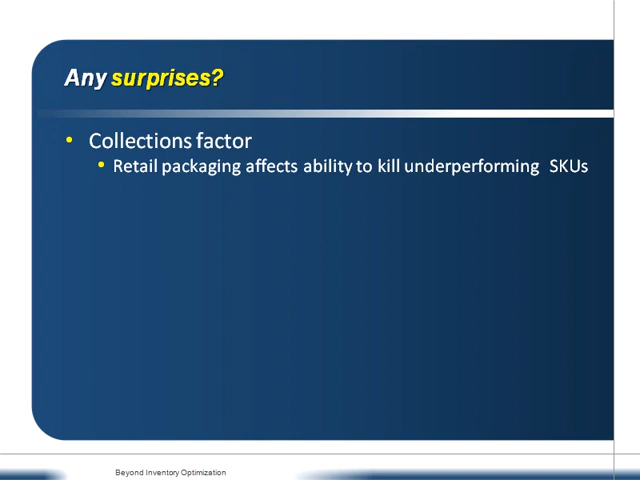 Any surprises?
• Collections factor
• Retail packaging affects ability to kill underperforming SKUs
Beyond Inventory Optimization